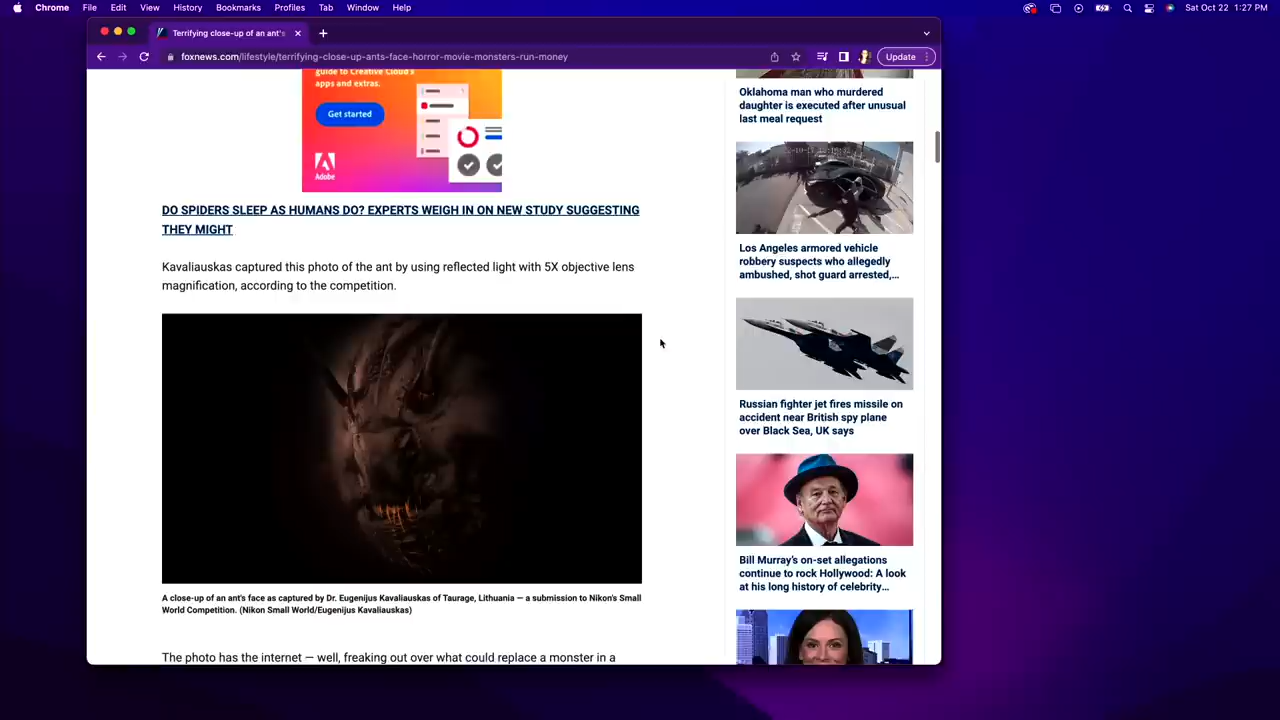 Chrome File Edit View History Bookmarks Profiles Tab Window Help
Sat Oct 22 1:27 PM
Terrifying close-up of an ant's
foxnews.com/lifestyle/terrifying-close-up-ants-face-horror-movie-monsters-run-money
Update
guide to Creative Cloud's
apps and extras.
Get started
Adobe
DO SPIDERS SLEEP AS HUMANS DO? EXPERTS WEIGH IN ON NEW STUDY SUGGESTING
THEY MIGHT
Kavaliauskas captured this photo of the ant by using reflected light with 5X objective lens
magnification, according to the competition.
A close-up of an ant's face as captured by Dr. Eugenijus Kavaliauskas of Taurage, Lithuania — a submission to Nikon's Small
World Competition. (Nikon Small World/Eugenijus Kavaliauskas)
The photo has the internet — well, freaking out over what could replace a monster in a
Oklahoma man who murdered
daughter is executed after unusual
last meal request
Los Angeles armored vehicle
robbery suspects who allegedly
ambushed, shot guard arrested,...
Russian fighter jet fires missile on
accident near British spy plane
over Black Sea, UK says
Bill Murray's on-set allegations
continue to rock Hollywood: A look
at his long history of celebrity...